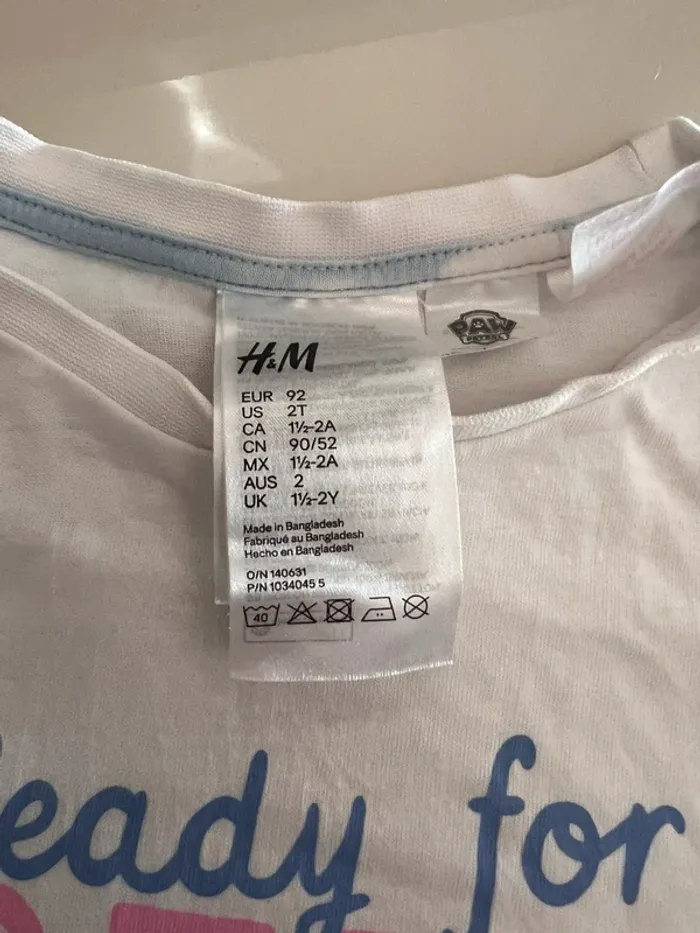 PAW
PATROL
H&M
EUR 92
US 2T
CA 1½-2A
CN 90/52
MX 1½-2A
AUS 2
UK 1½-2Y
Made in Bangladesh
Fabriqué au Bangladesh
Hecho en Bangladesh
O/N 140631
P/N 1034045 5
40
eady for